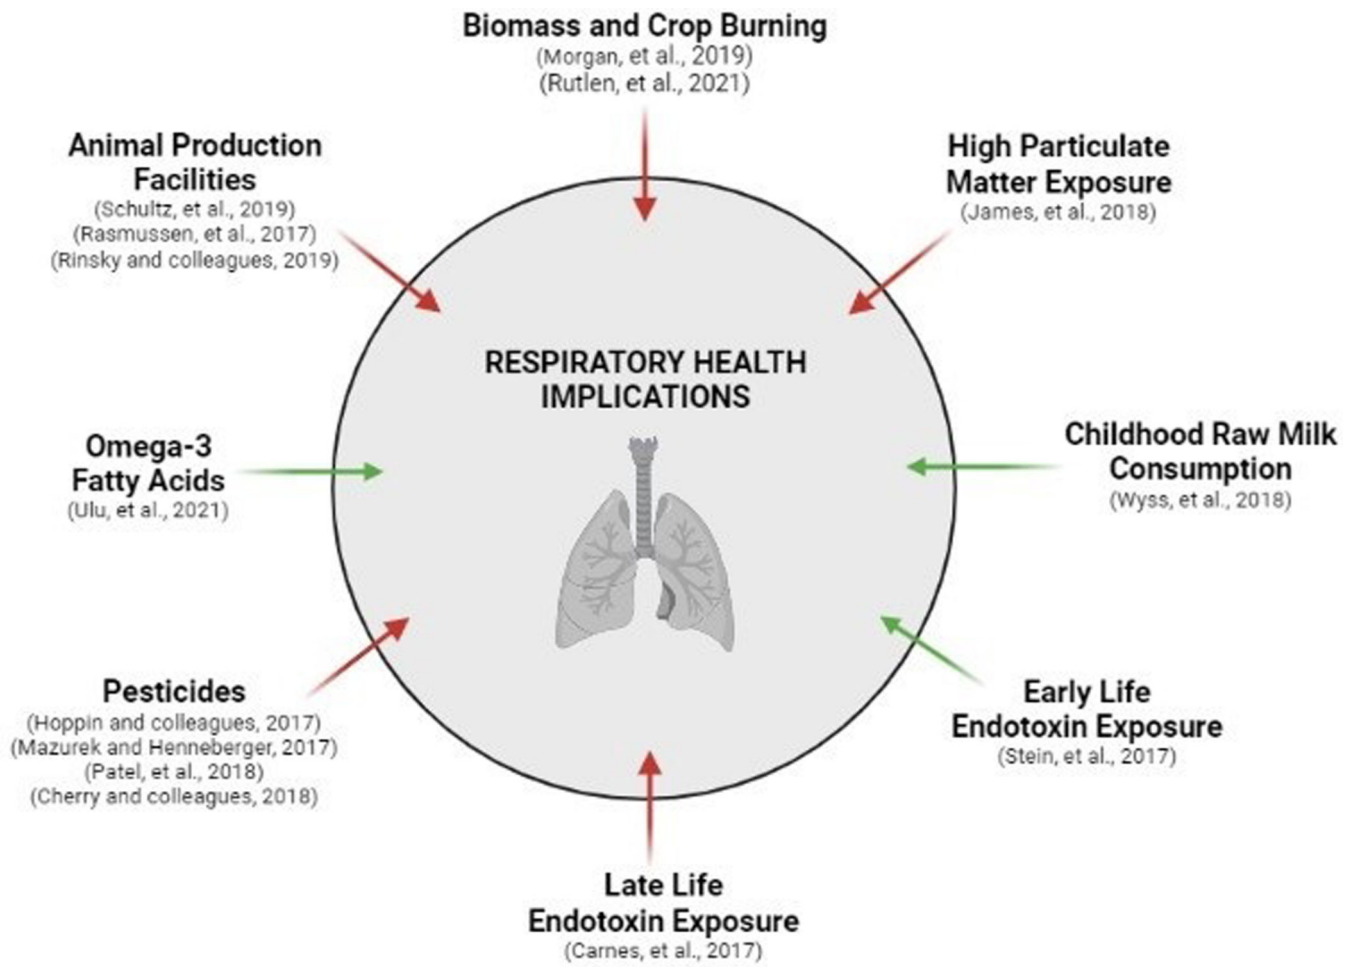 Biomass and Crop Burning
(Morgan, et al., 2019)
(Rutlen, et al., 2021)
Animal Production
Facilities
(Schultz, et al., 2019)
(Rasmussen, et al., 2017)
(Rinsky and colleagues, 2019)
High Particulate
Matter Exposure
(James, et al., 2018)
RESPIRATORY HEALTH
IMPLICATIONS
Omega-3
Fatty Acids
(Ulu, et al., 2021)
Childhood Raw Milk
Consumption
(Wyss, et al., 2018)
Pesticides
(Hoppin and colleagues, 2017)
(Mazurek and Henneberger, 2017)
(Patel, et al., 2018)
(Cherry and colleagues, 2018)
Early Life
Endotoxin Exposure
(Stein, et al., 2017)
Late Life
Endotoxin Exposure
(Carnes, et al., 2017)